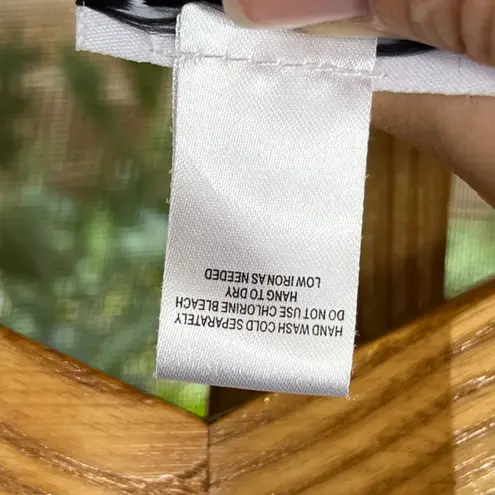 HAND WASH COLD SEPARATELY
DO NOT USE CHLORINE BLEACH
HANG TO DRY
LOW IRON AS NEEDED